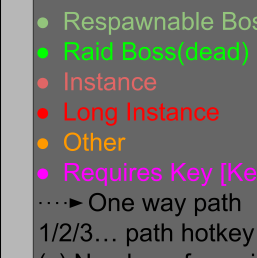 Respawnable Bos
Raid Boss(dead)
Instance
Long Instance
Other
Requires Key [Ke
One way path
1/2/3... path hotkey